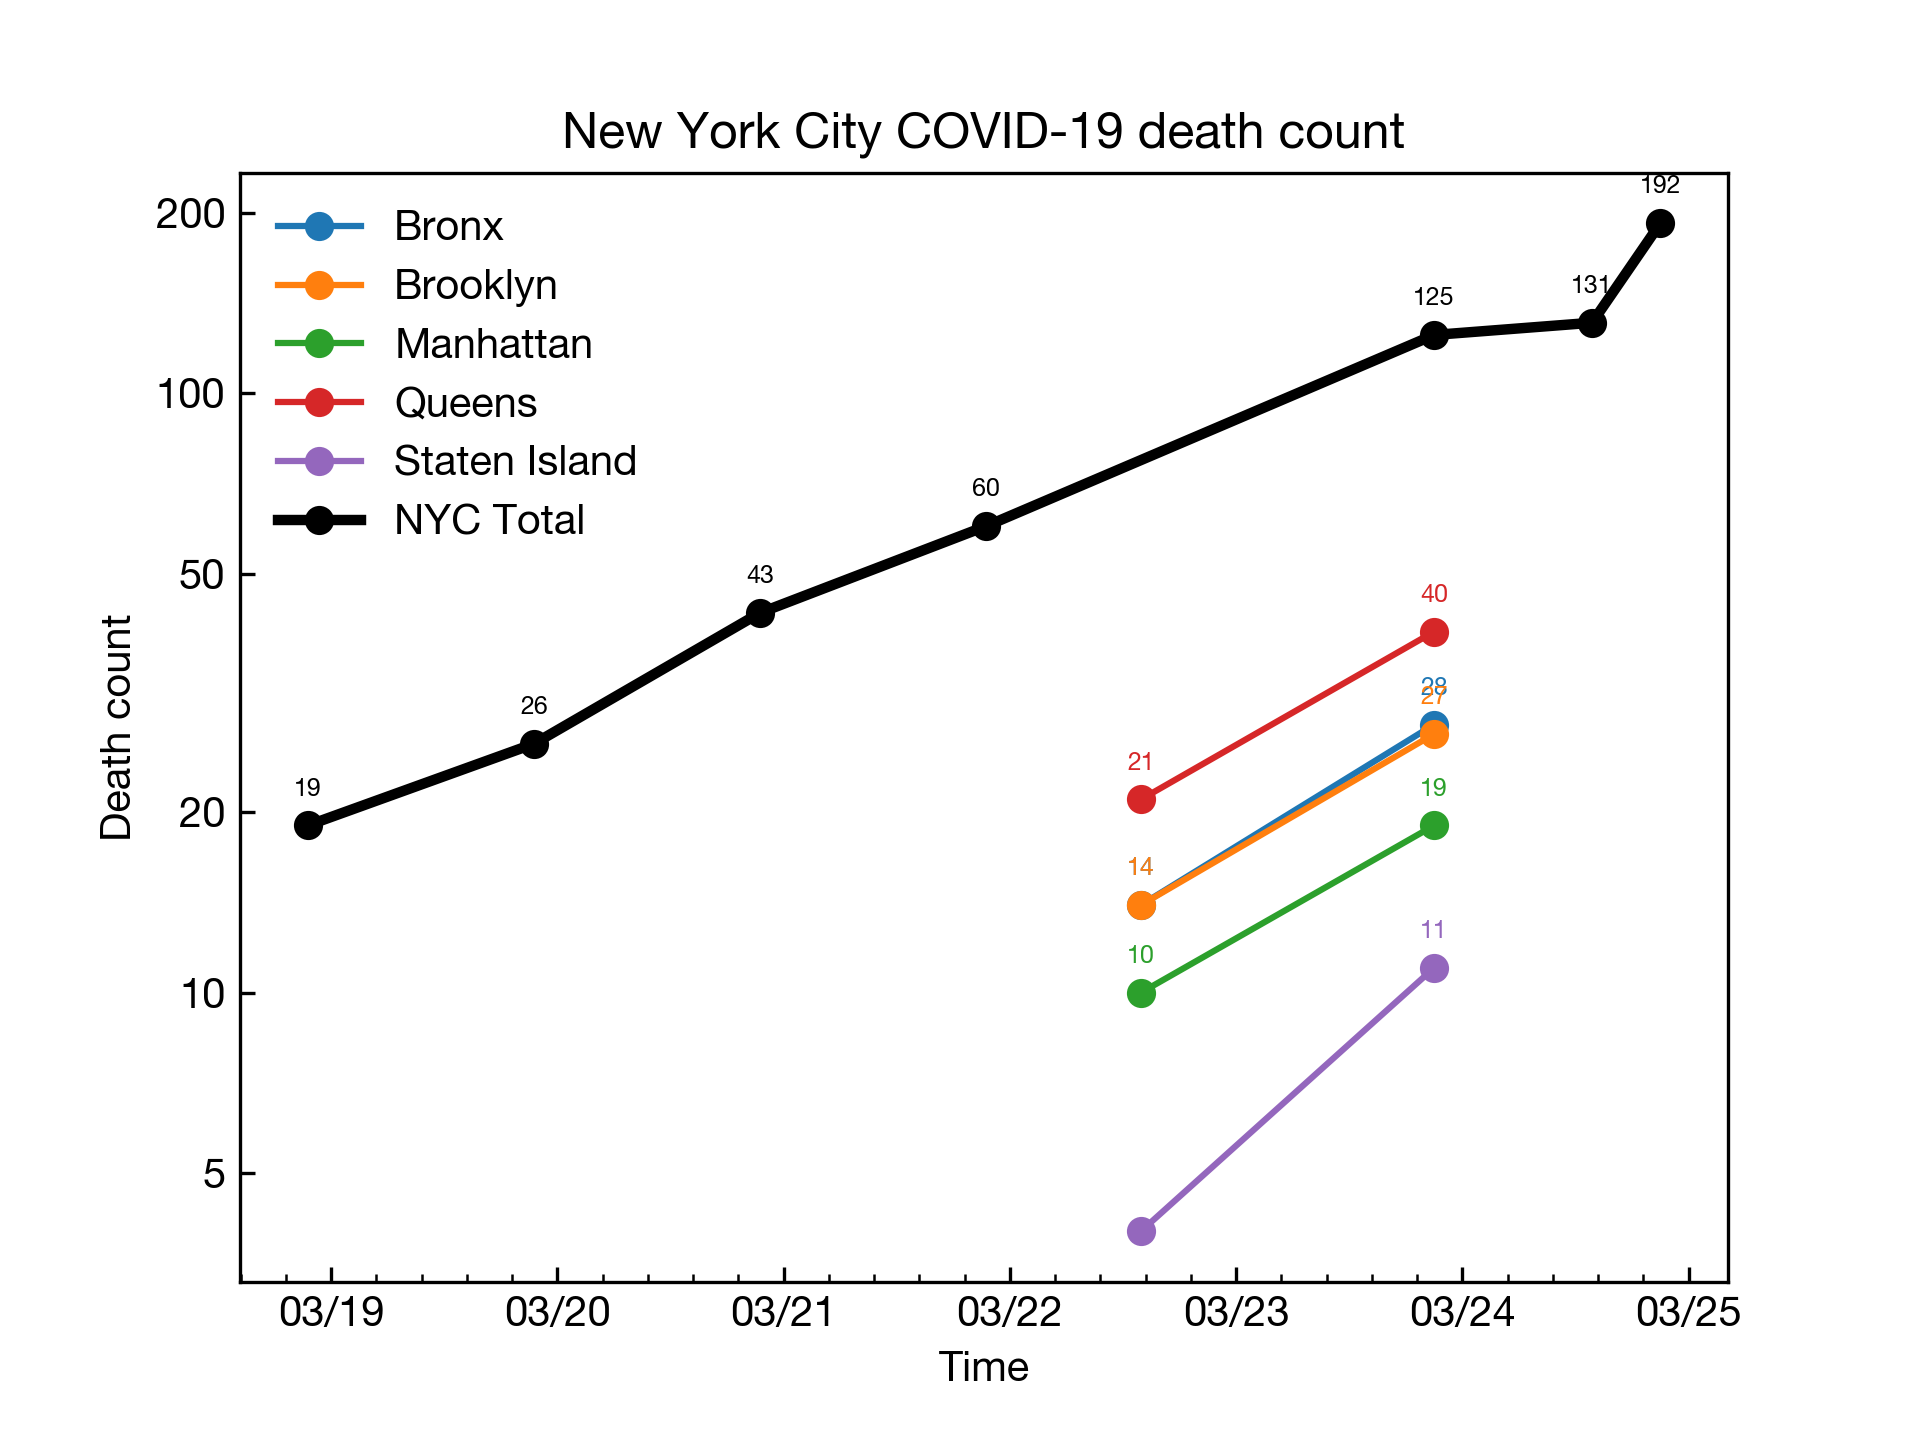 New York City COVID-19 death count
192
200
Bronx
Brooklyn
131
125
Manhattan
100
Queens
Staten Island
60
NYC Total
50
43
40
28
27
26
21
19
19
20
14
11
10
10
5
Death count
03/19 03/20 03/21 03/22 03/23 03/24 03/25
Time